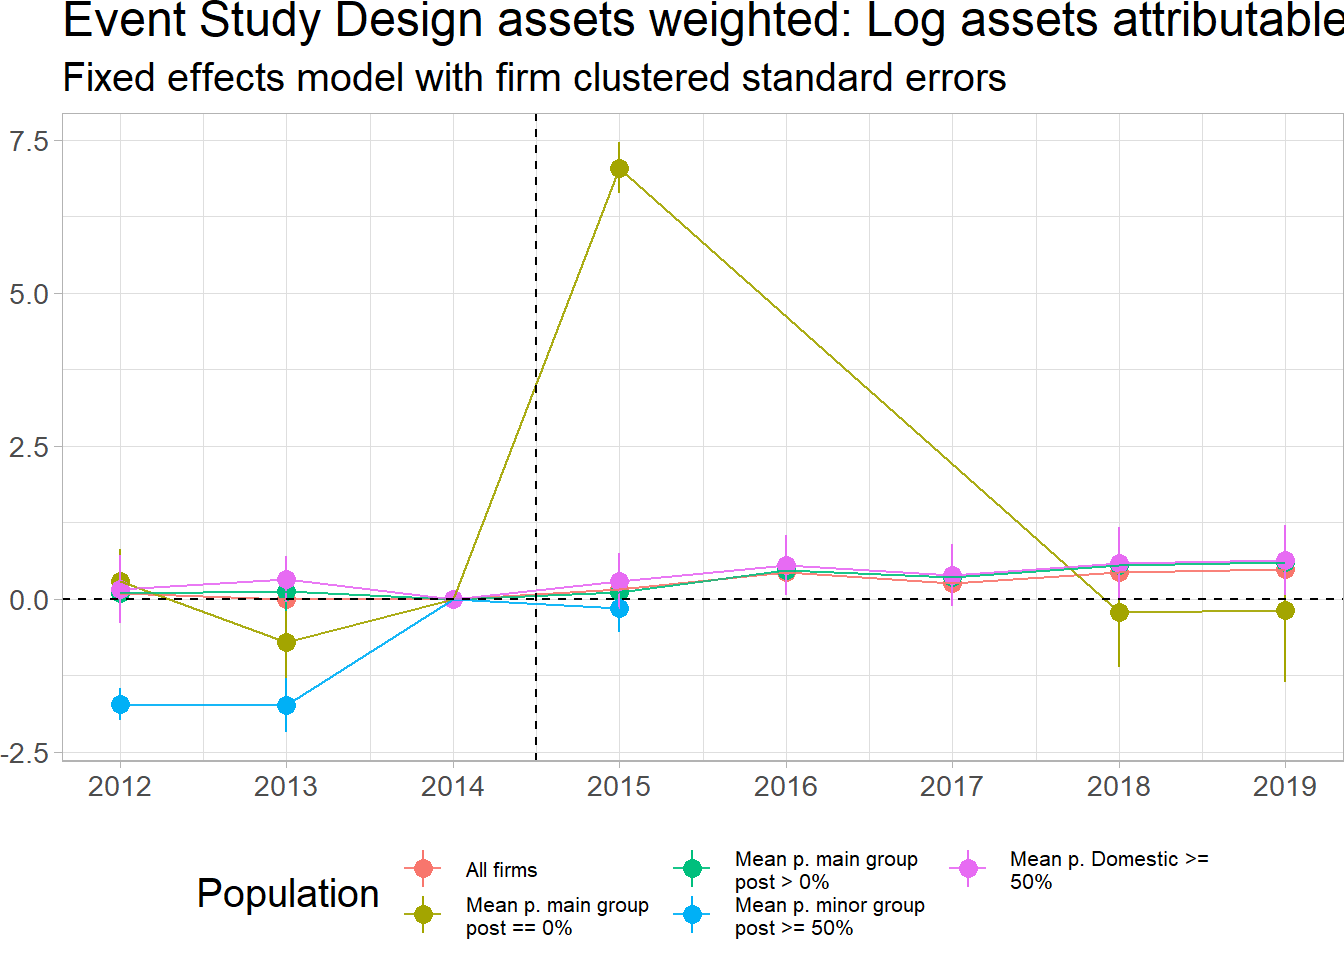 Event Study Design assets weighted: Log assets attributable
Fixed effects model with firm clustered standard errors
7.5
5.0
2.5
0.0
-2.5
2012 2013 2014 2015 2016 2017 2018 2019
Population
All firms
Mean p. main group
post == 0%
Mean p. main group
post > 0%
Mean p. minor group
post >= 50%
Mean p. Domestic >=
50%